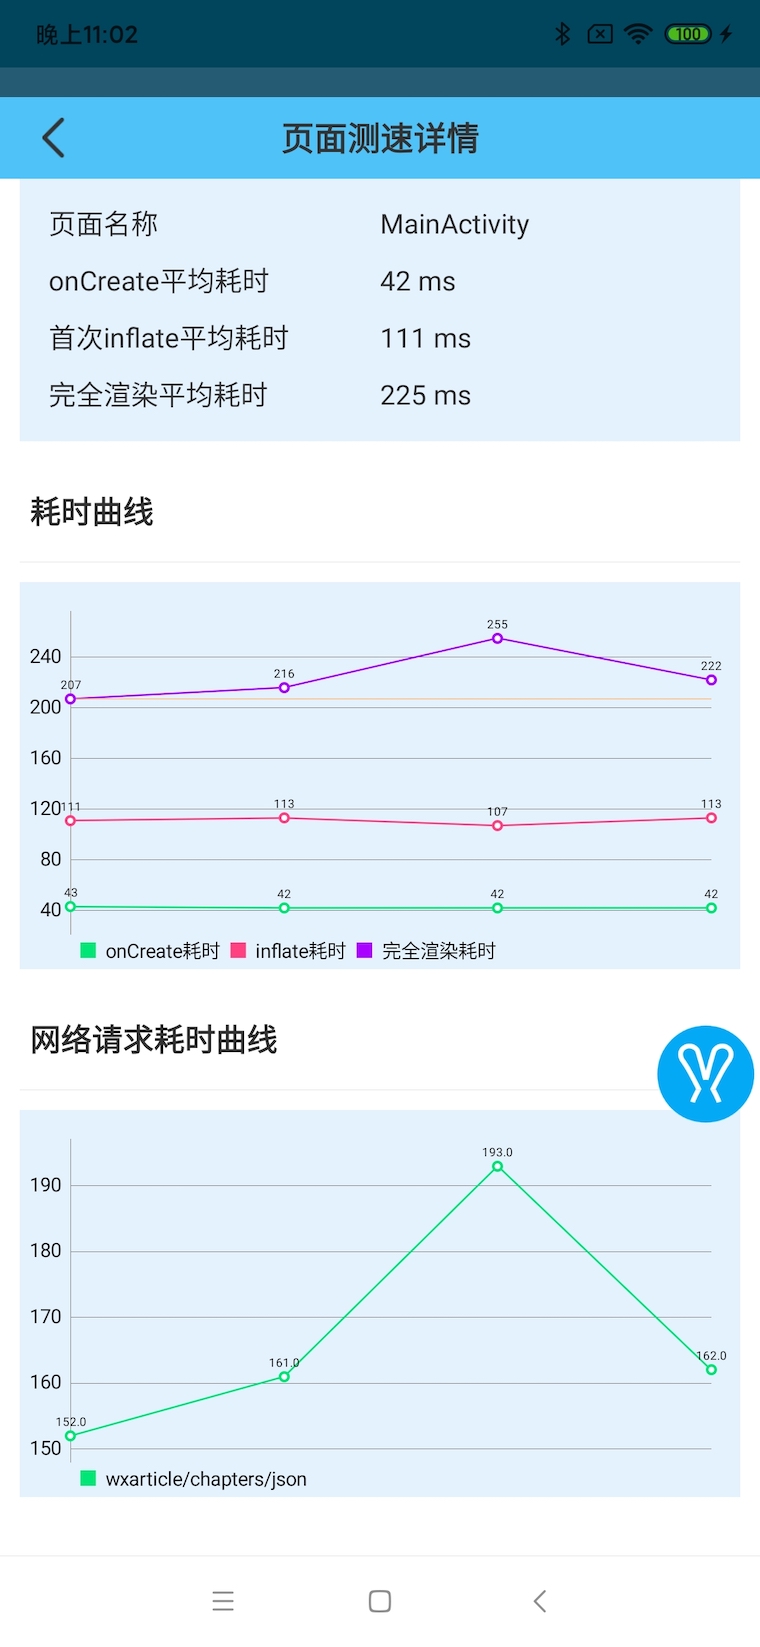 晚上11:02
100
页面测速详情
页面名称 MainActivity
onCreate平均耗时 42 ms
首次inflate平均耗时 111 ms
完全渲染平均耗时 225 ms
耗时曲线
255
240
222
216
207
200
160
120
111
113
107
113
80
43
42
42
42
40
onCreate耗时 inflate耗时 完全渲染耗时
网络请求耗时曲线
193.0
190
180
170
162.0
161.0
160
152.0
150
wxarticle/chapters/json